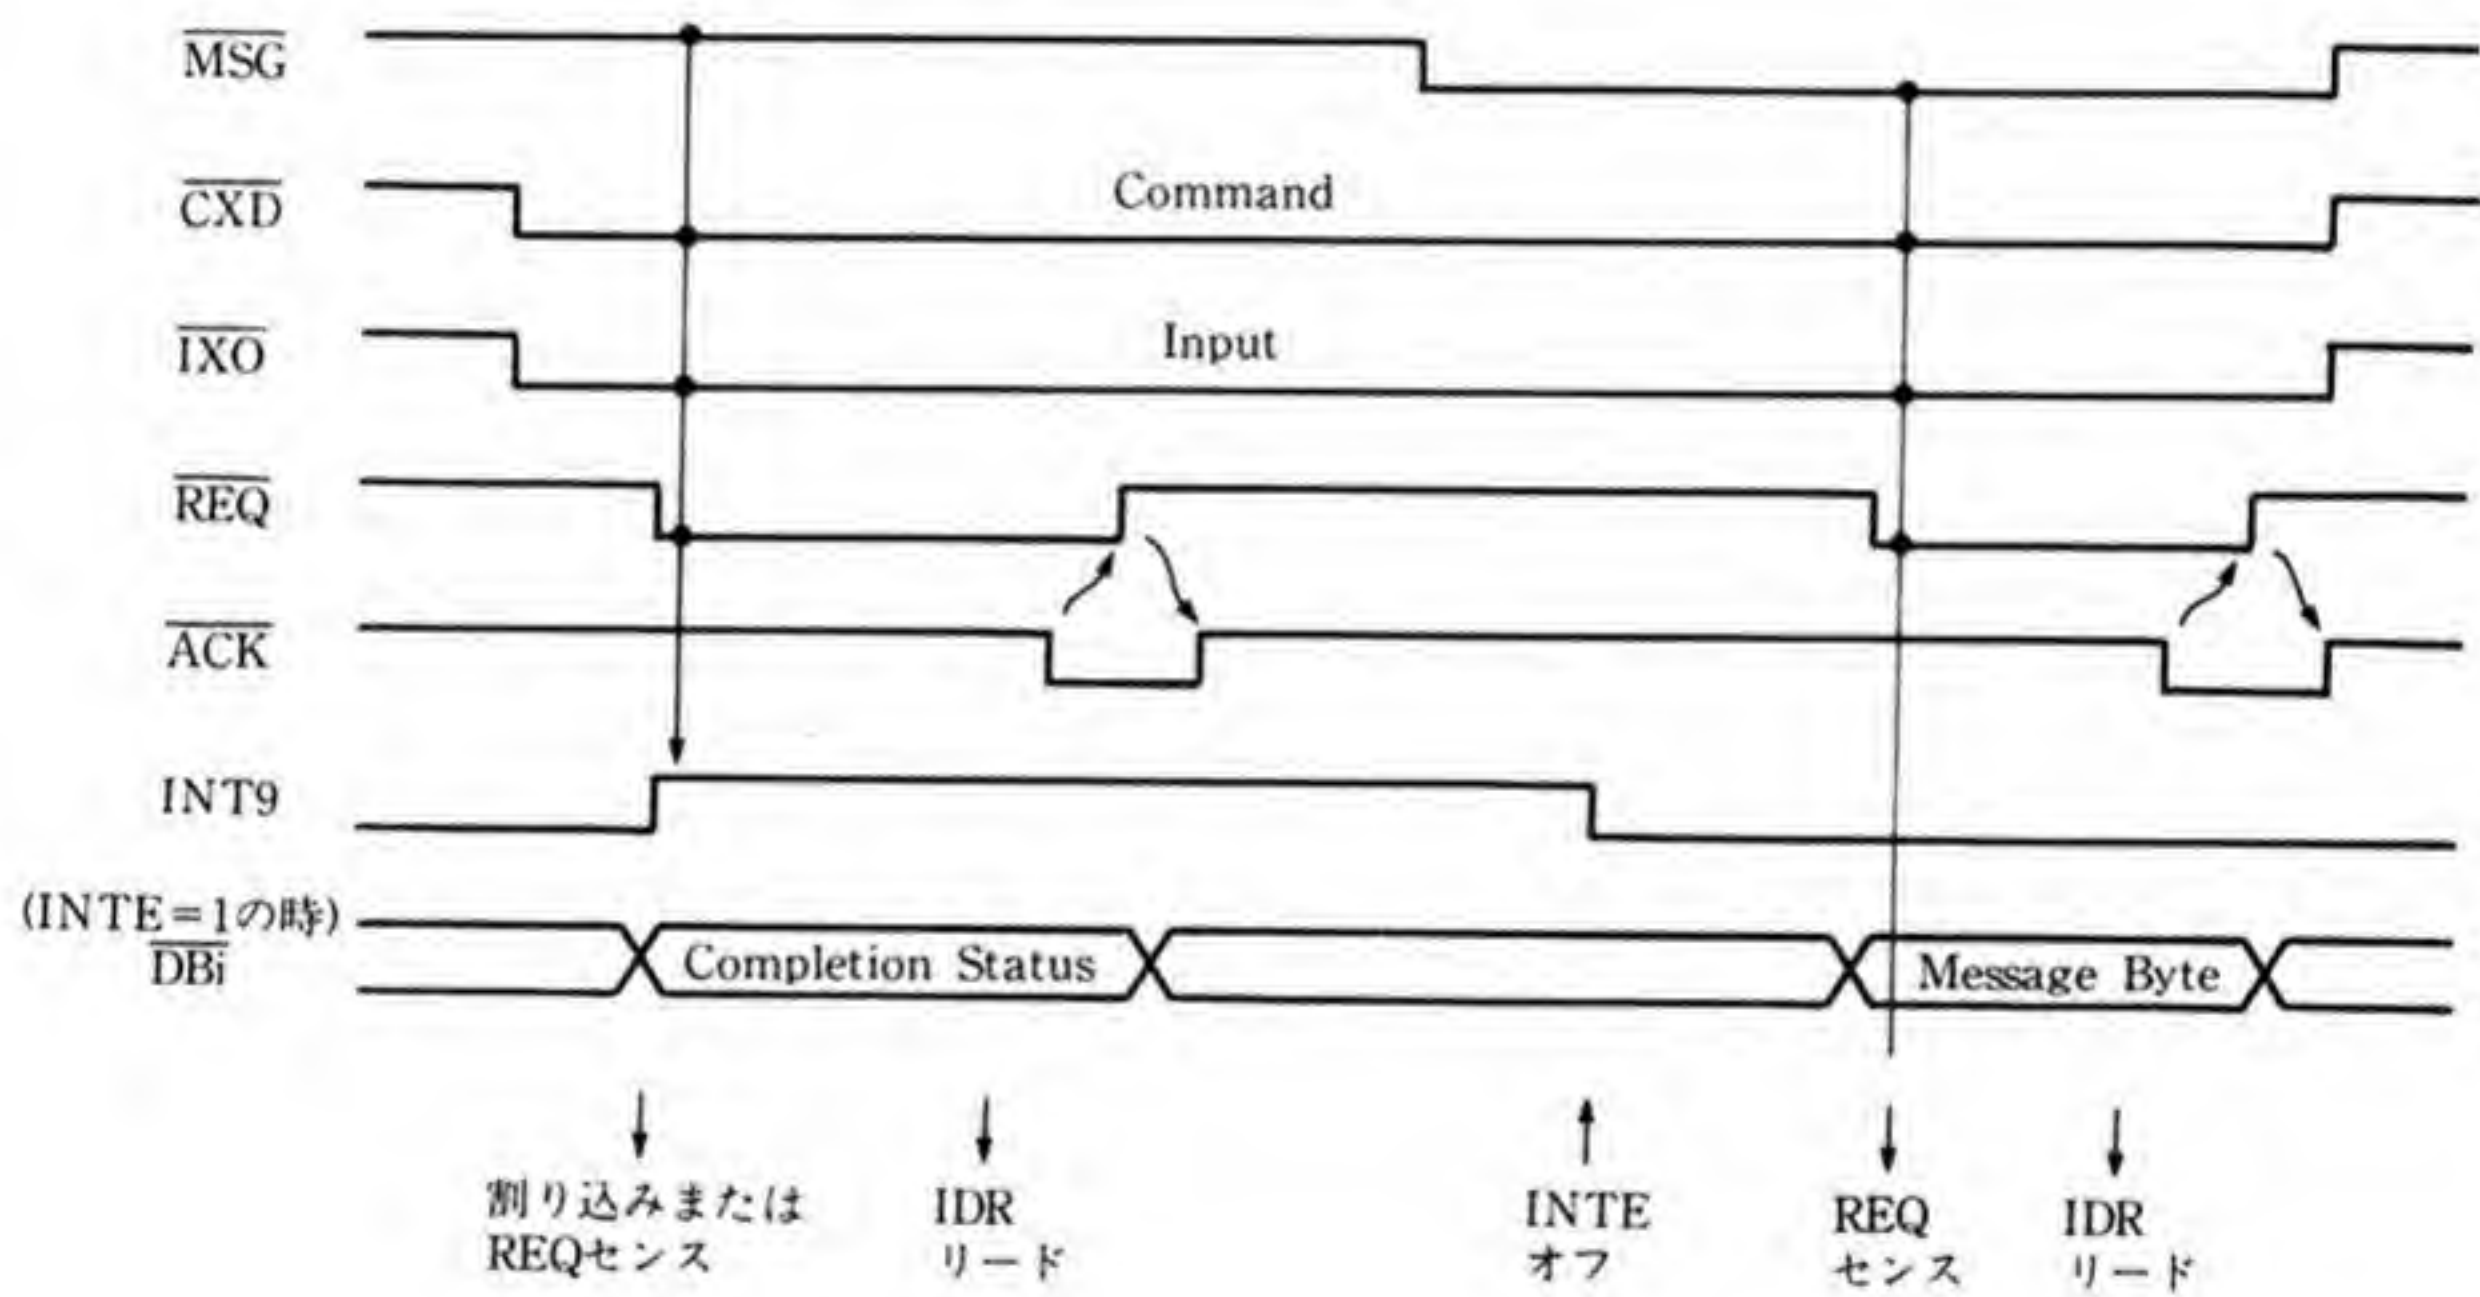 MSG
CXD
Command
IXO
Input
REQ
ACK
INT9
(INTE=1の時)
DBi
Completion Status
Message Byte
割り込みまたは
REQセンス
IDR
リード
INTE
オフ
REQ
センス
IDR
リード